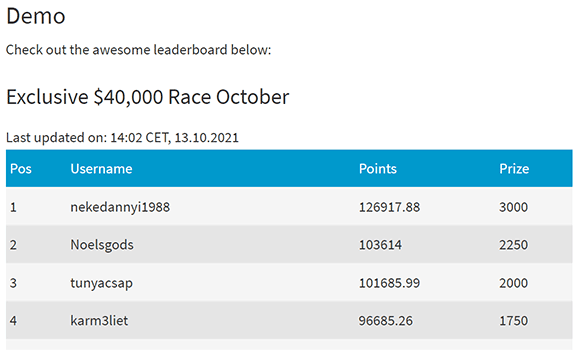 Demo
Check out the awesome leaderboard below:
Exclusive $40,000 Race October
Last updated on: 14:02 CET, 13.10.2021
Pos Username Points Prize
1 nekedannyi1988 126917.88 3000
2 Noelsgods 103614 2250
3 tunyacsap 101685.99 2000
4 karm3liet 96685.26 1750